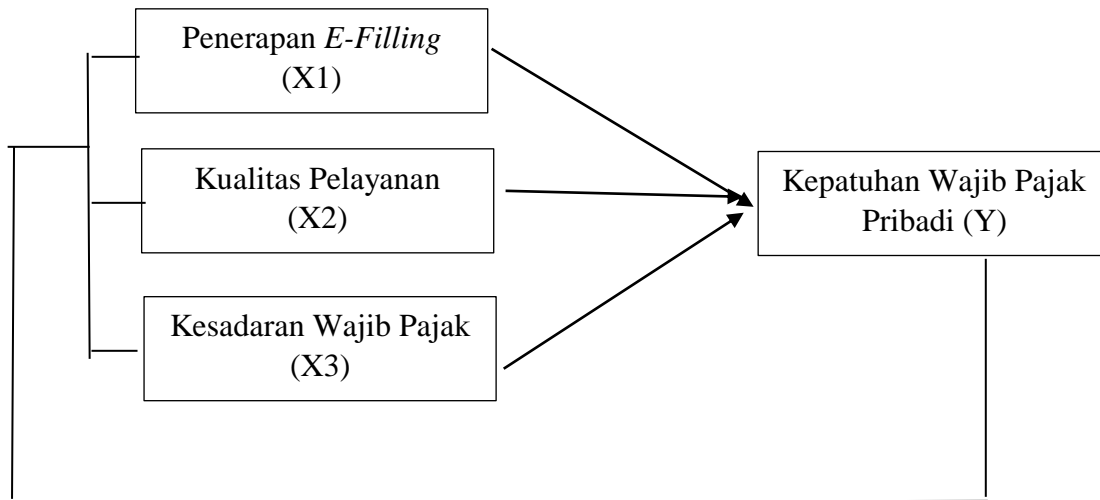 Penerapan E-Filling
(X1)
Kualitas Pelayanan
(X2)
Kepatuhan Wajib Pajak
Pribadi (Y)
Kesadaran Wajib Pajak
(X3)